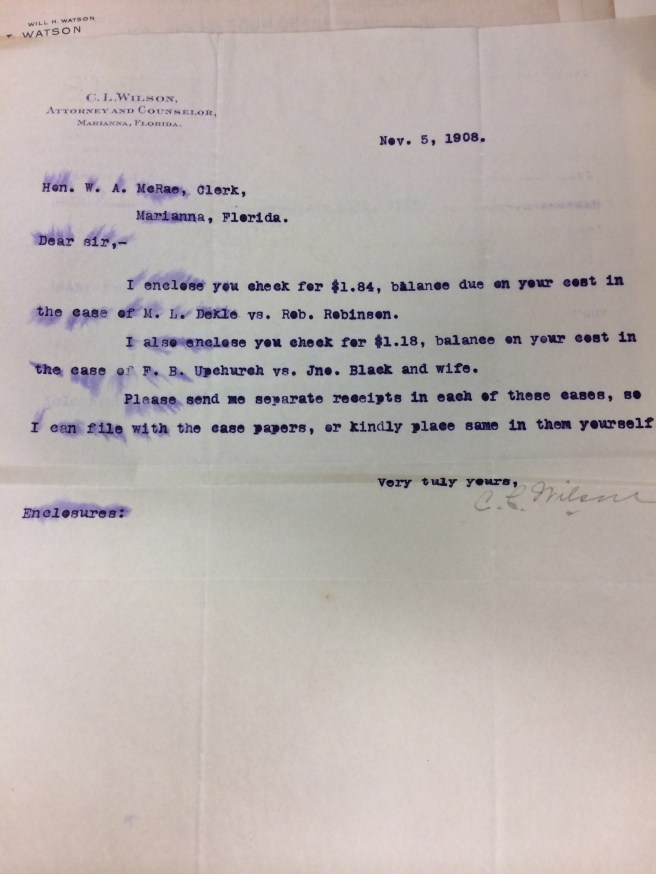 WILL H. WATSON
WATSON
C. L. WILSON,
ATTORNEY AND COUNSELOR,
MARIANNA, FLORIDA.
Nov. 5, 1908.
Hon. W. A. McRae, Clerk,
Marianna, Florida.
Dear sir,-
I enclose you check for $1.84, balance due on your cost in
the case of M. L. Dekle vs. Rob. Robinson.
I also enclose you check for $1.18, balance on your cost in
the case of F. B. Upchurch vs. Jno. Black and wife.
Please send me separate receipts in each of these cases, so
I can file with the case papers, or kindly place same in them yourself
Very tuly yours,
C. L. Wilson
Enclosures: